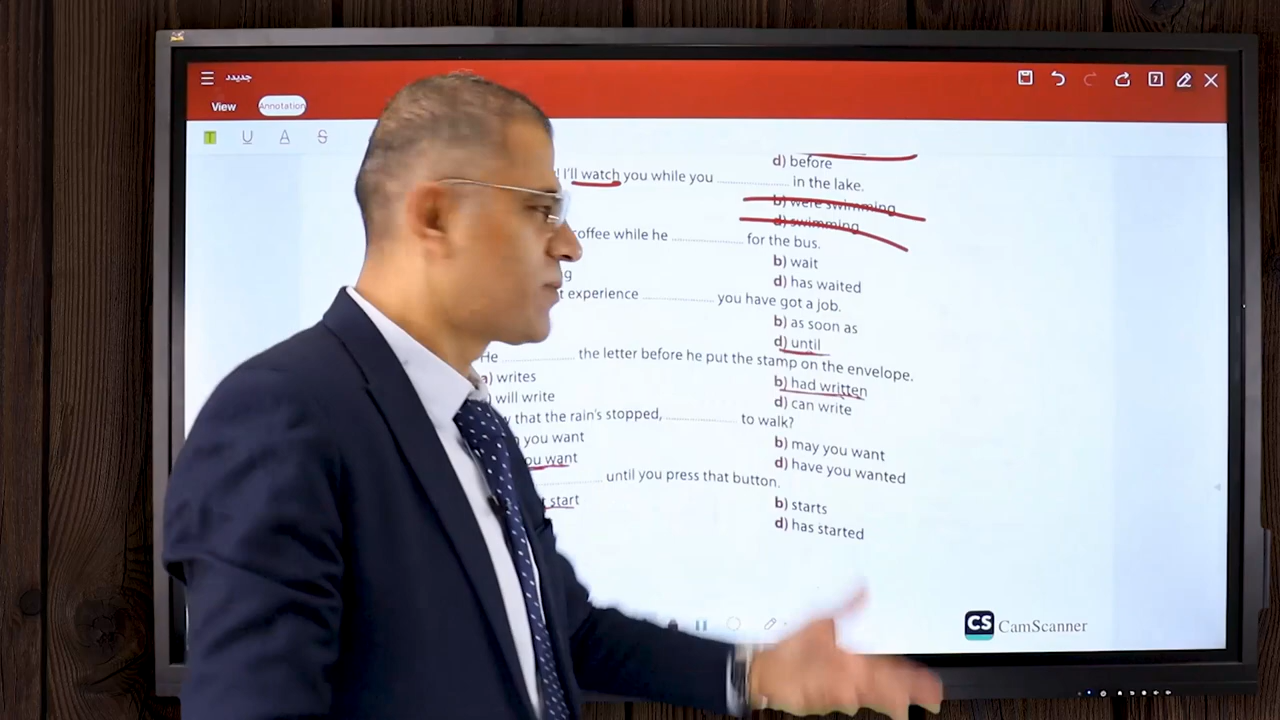 جديدد
View Annotation
T U A S
7
d) before
I'll watch you while you ............... in the lake.
b) were swimming
d) swimming
coffee while he ............... for the bus.
b) wait
d) has waited
experience ............... you have got a job.
b) as soon as
d) until
He ............... the letter before he put the stamp on the envelope.
a) writes
b) had written
will write
d) can write
that the rain's stopped, ............... to walk?
you want
b) may you want
you want
d) have you wanted
............... until you press that button.
b) starts
start
d) has started
CS CamScanner